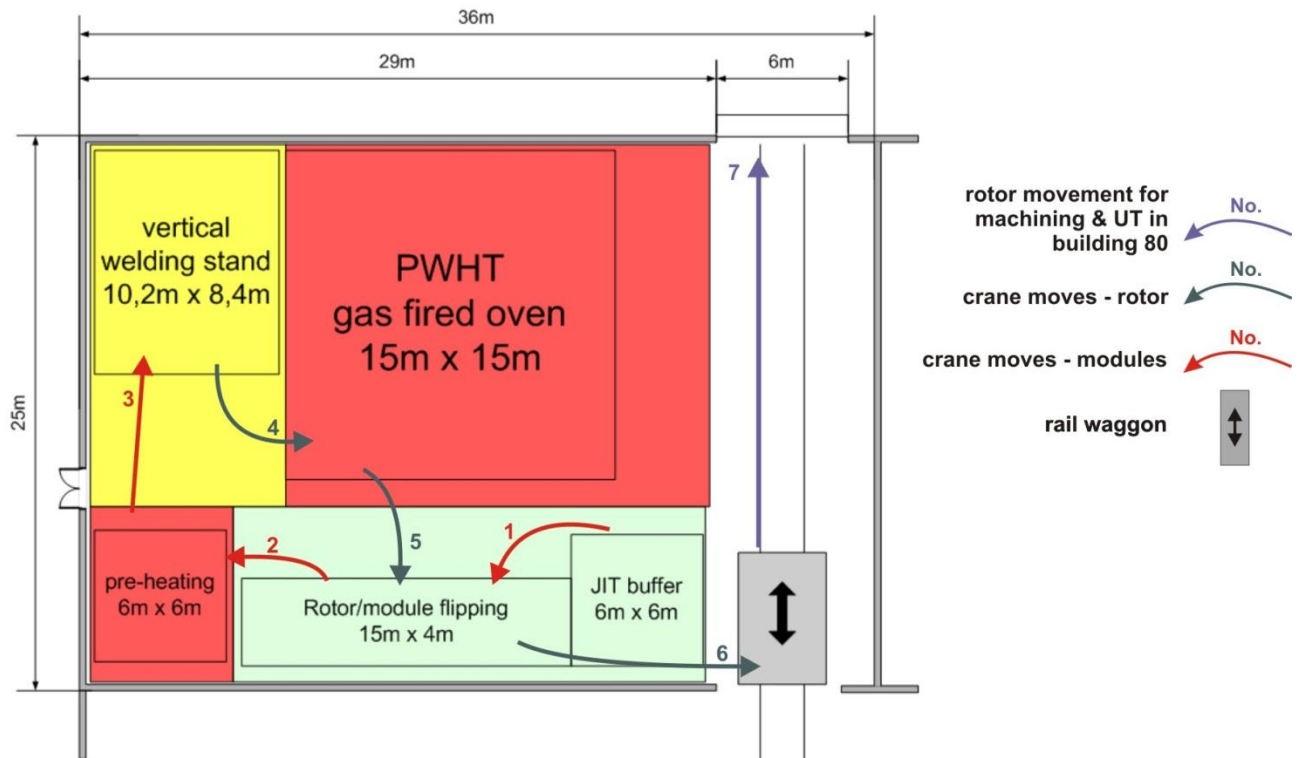 36m
29m
6m
25m
vertical
welding stand
10,2m x 8,4m
PWHT
gas fired oven
15m x 15m
7
3
4
5
1
2
pre-heating
6m x 6m
Rotor/module flipping
15m x 4m
JIT buffer
6m x 6m
6
rotor movement for
machining & UT in
building 80
No.
crane moves - rotor
No.
crane moves - modules
No.
rail waggon